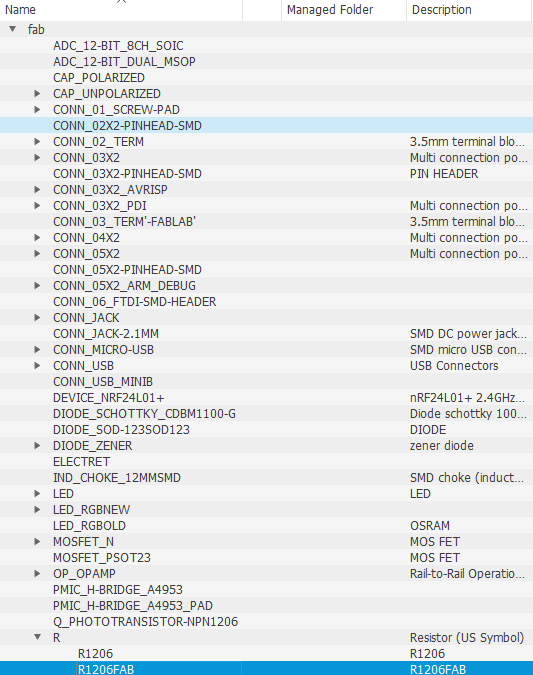 Name Managed Folder Description
fab
ADC_12-BIT_8CH_SOIC
ADC_12-BIT_DUAL_MSOP
CAP_POLARIZED
CAP_UNPOLARIZED
CONN_01_SCREW-PAD
CONN_02X2-PINHEAD-SMD
CONN_02_TERM 3.5mm terminal blo...
CONN_03X2 Multi connection po...
CONN_03X2-PINHEAD-SMD PIN HEADER
CONN_03X2_AVRISP
CONN_03X2_PDI Multi connection po...
CONN_03_TERM'-FABLAB' 3.5mm terminal blo...
CONN_04X2 Multi connection po...
CONN_05X2 Multi connection po...
CONN_05X2-PINHEAD-SMD
CONN_05X2_ARM_DEBUG
CONN_06_FTDI-SMD-HEADER
CONN_JACK
CONN_JACK-2.1MM SMD DC power jack...
CONN_MICRO-USB SMD micro USB con...
CONN_USB USB Connectors
CONN_USB_MINIB
DEVICE_NRF24L01+ nRF24L01+ 2.4GHz...
DIODE_SCHOTTKY_CDBM1100-G Diode schottky 100...
DIODE_SOD-123SOD123 DIODE
DIODE_ZENER zener diode
ELECTRET
IND_CHOKE_12MMSMD SMD choke (induct...
LED LED
LED_RGBNEW
LED_RGBOLD OSRAM
MOSFET_N MOS FET
MOSFET_PSOT23 MOS FET
OP_OPAMP Rail-to-Rail Operatio...
PMIC_H-BRIDGE_A4953
PMIC_H-BRIDGE_A4953_PAD
Q_PHOTOTRANSISTOR-NPN1206
R Resistor (US Symbol)
R1206 R1206
R1206FAB R1206FAB